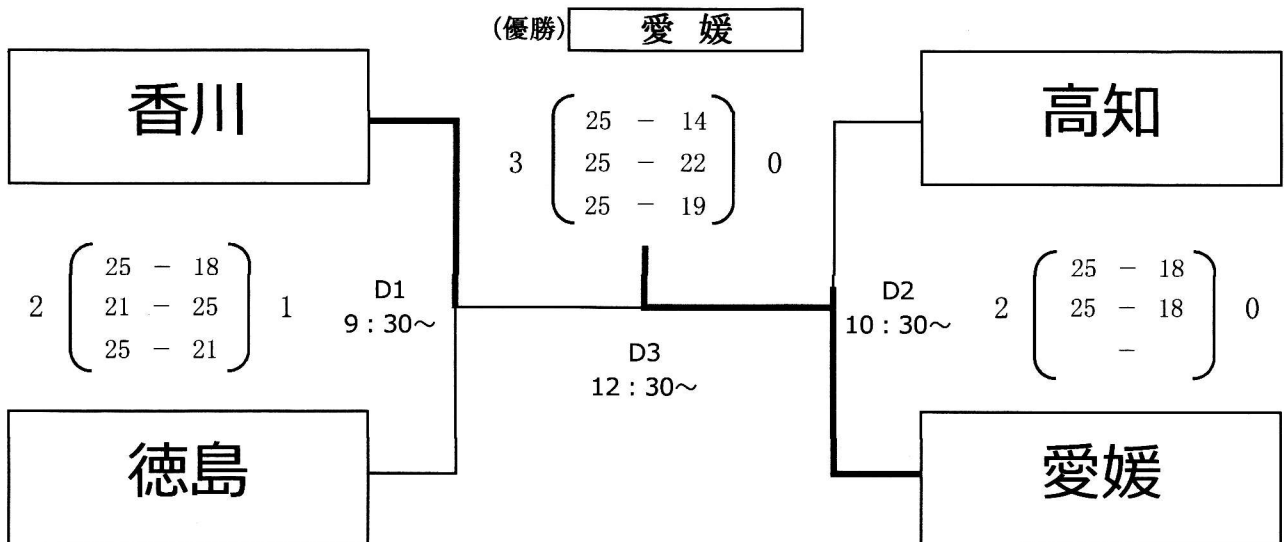 (優勝) 愛 媛
香川
高知
25 － 14
3 25 － 22 0
25 － 19
25 － 18
2 21 － 25 1
25 － 21
D1
9：30～
D2
10：30～
25 － 18
2 25 － 18 0
－
D3
12：30～
徳島
愛媛